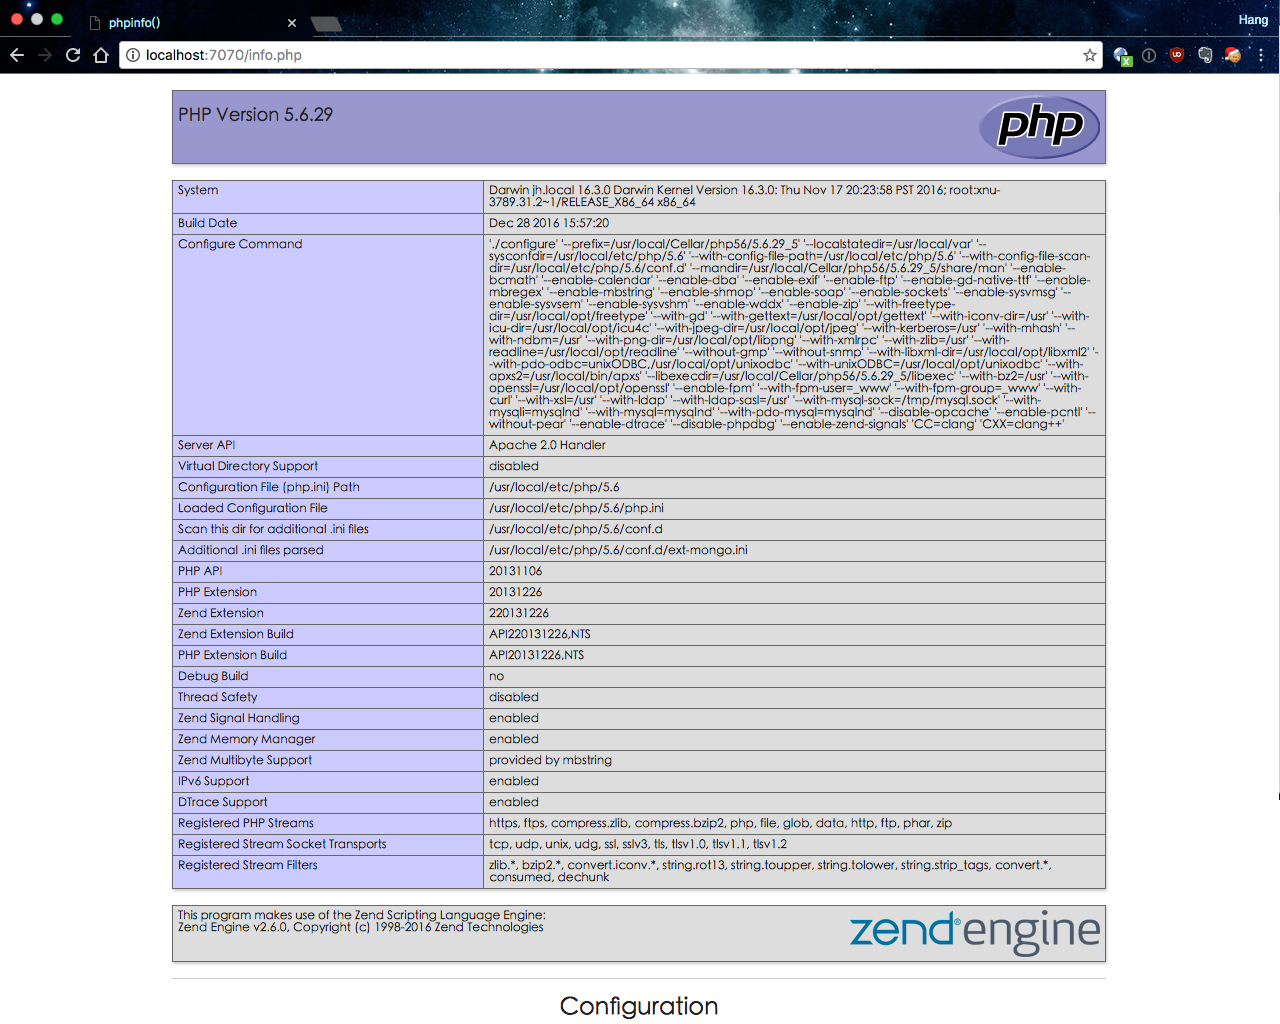 phpinfo()
Hang
localhost:7070/info.php
PHP Version 5.6.29
php
System
Darwin jh.local 16.3.0 Darwin Kernel Version 16.3.0: Thu Nov 17 20:23:58 PST 2016; root:xnu-
3789.31.2~1/RELEASE_X86_64 x86_64
Build Date
Dec 28 2016 15:57:20
Configure Command
'./configure' '--prefix=/usr/local/Cellar/php56/5.6.29_5' '--localstatedir=/usr/local/var' '--
sysconfdir=/usr/local/etc/php/5.6' '--with-config-file-path=/usr/local/etc/php/5.6' '--with-config-file-scan-
dir=/usr/local/etc/php/5.6/conf.d' '--mandir=/usr/local/Cellar/php56/5.6.29_5/share/man' '--enable-
bcmath' '--enable-calendar' '--enable-dba' '--enable-exif' '--enable-ftp' '--enable-gd-native-ttf' '--enable-
mbregex' '--enable-mbstring' '--enable-shmop' '--enable-soap' '--enable-sockets' '--enable-sysvmsg' '--
enable-sysvsem' '--enable-sysvshm' '--enable-wddx' '--enable-zip' '--with-freetype-
dir=/usr/local/opt/freetype' '--with-gd' '--with-gettext=/usr/local/opt/gettext' '--with-iconv-dir=/usr' '--with-
icu-dir=/usr/local/opt/icu4c' '--with-jpeg-dir=/usr/local/opt/jpeg' '--with-kerberos=/usr' '--with-mhash' '--
with-ndbm=/usr' '--with-png-dir=/usr/local/opt/libpng' '--with-xmlrpc' '--with-zlib=/usr' '--with-
readline=/usr/local/opt/readline' '--without-gmp' '--without-snmp' '--with-libxml-dir=/usr/local/opt/libxml2' '-
-with-pdo-odbc=unixODBC,/usr/local/opt/unixodbc' '--with-unixODBC=/usr/local/opt/unixodbc' '--with-
apxs2=/usr/local/bin/apxs' '--libexecdir=/usr/local/Cellar/php56/5.6.29_5/libexec' '--with-bz2=/usr' '--with-
openssl=/usr/local/opt/openssl' '--enable-fpm' '--with-fpm-user=_www' '--with-fpm-group=_www' '--with-
curl' '--with-xsl=/usr' '--with-ldap' '--with-ldap-sasl=/usr' '--with-mysql-sock=/tmp/mysql.sock' '--with-
mysqli=mysqlnd' '--with-mysql=mysqlnd' '--with-pdo-mysql=mysqlnd' '--disable-opcache' '--enable-pcntl' '--
without-pear' '--enable-dtrace' '--disable-phpdbg' '--enable-zend-signals' 'CC=clang' 'CXX=clang++'
Server API
Apache 2.0 Handler
Virtual Directory Support
disabled
Configuration File (php.ini) Path
/usr/local/etc/php/5.6
Loaded Configuration File
/usr/local/etc/php/5.6/php.ini
Scan this dir for additional .ini files
/usr/local/etc/php/5.6/conf.d
Additional .ini files parsed
/usr/local/etc/php/5.6/conf.d/ext-mongo.ini
PHP API
20131106
PHP Extension
20131226
Zend Extension
220131226
Zend Extension Build
API220131226,NTS
PHP Extension Build
API20131226,NTS
Debug Build
no
Thread Safety
disabled
Zend Signal Handling
enabled
Zend Memory Manager
enabled
Zend Multibyte Support
provided by mbstring
IPv6 Support
enabled
DTrace Support
enabled
Registered PHP Streams
https, ftps, compress.zlib, compress.bzip2, php, file, glob, data, http, ftp, phar, zip
Registered Stream Socket Transports
tcp, udp, unix, udg, ssl, sslv3, tls, tlsv1.0, tlsv1.1, tlsv1.2
Registered Stream Filters
zlib.*, bzip2.*, convert.iconv.*, string.rot13, string.toupper, string.tolower, string.strip_tags, convert.*,
consumed, dechunk
This program makes use of the Zend Scripting Language Engine:
Zend Engine v2.6.0, Copyright (c) 1998-2016 Zend Technologies
zend® engine
Configuration